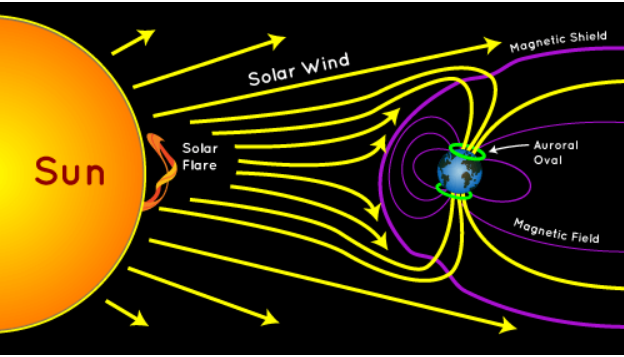 Magnetic Shield
Solar Wind
Sun
Solar
Flare
Auroral
Oval
Magnetic Field